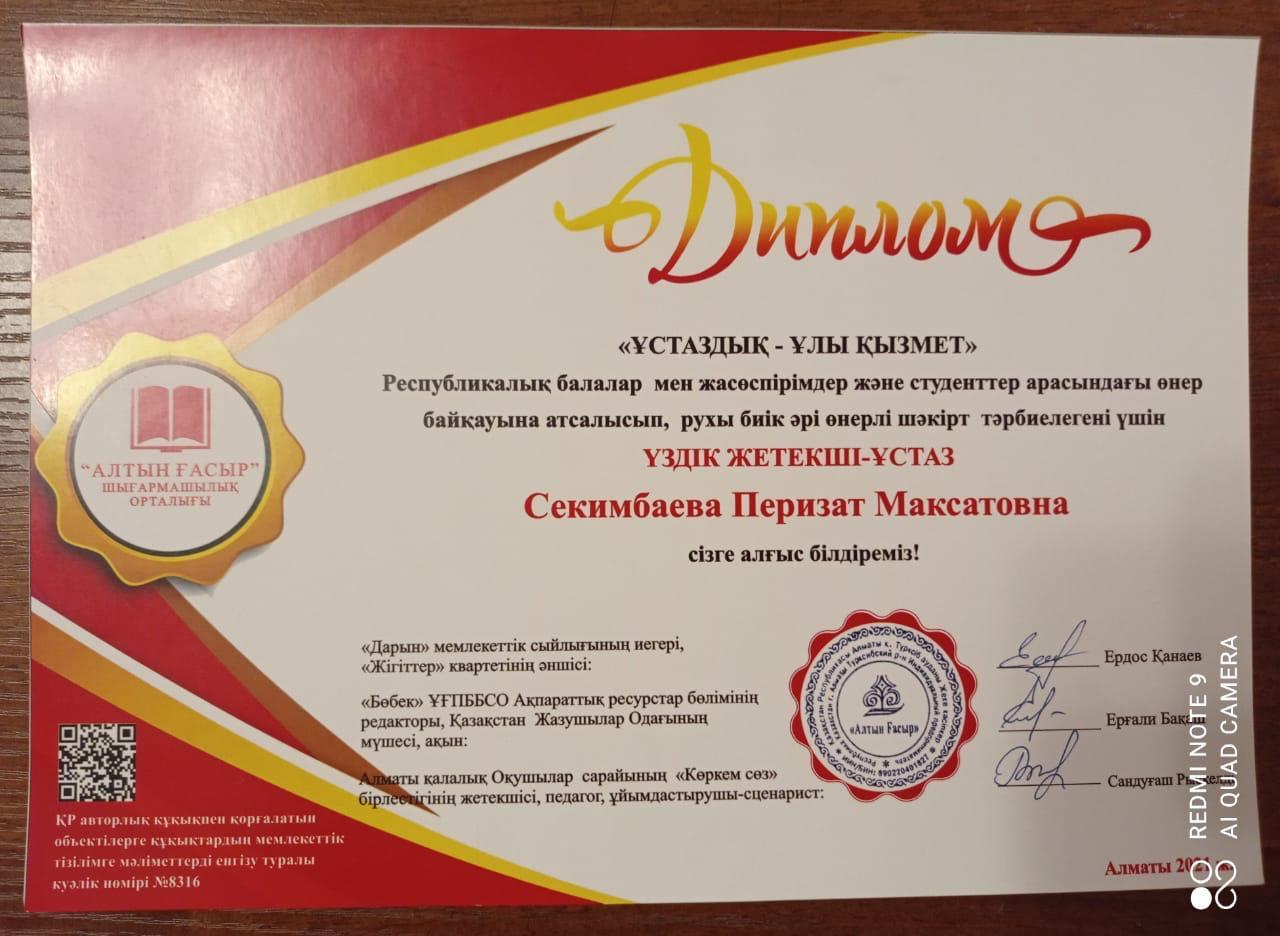 Диплом
«ҰСТАЗДЫҚ - ҰЛЫ ҚЫЗМЕТ»
Республикалық балалар мен жасөспірімдер және студенттер арасындағы өнер
байқауына атсалысып, рухы биік әрі өнерлі шәкірт тәрбиелегені үшін
ҮЗДІК ЖЕТЕКШІ-ҰСТАЗ
Секимбаева Перизат Максатовна
сізге алғыс білдіреміз!
“АЛТЫН ҒАСЫР”
ШЫҒАРМАШЫЛЫҚ
ОРТАЛЫҒЫ
«Дарын» мемлекеттік сыйлығының иегері,
«Жігіттер» квартетінің әншісі:
Ердос Қанаев
«Бөбек» ҰҒПББСО Ақпараттық ресурстар бөлімінің
редакторы, Қазақстан Жазушылар Одағының
мүшесі, ақын:
Ерғали Бақаш
Алматы қалалық Оқушылар сарайының «Көркем сөз»
бірлестігінің жетекшісі, педагог, ұйымдастырушы-сценарист:
Сандуғаш
«Алтын Ғасыр»
ҚР авторлық құқықпен қорғалатын
объектілерге құқықтардың мемлекеттік
тізілімге мәліметтерді енгізу туралы
куәлік нөмірі №8316
Алматы 2021 ж.
REDMI NOTE 9
AI QUAD CAMERA